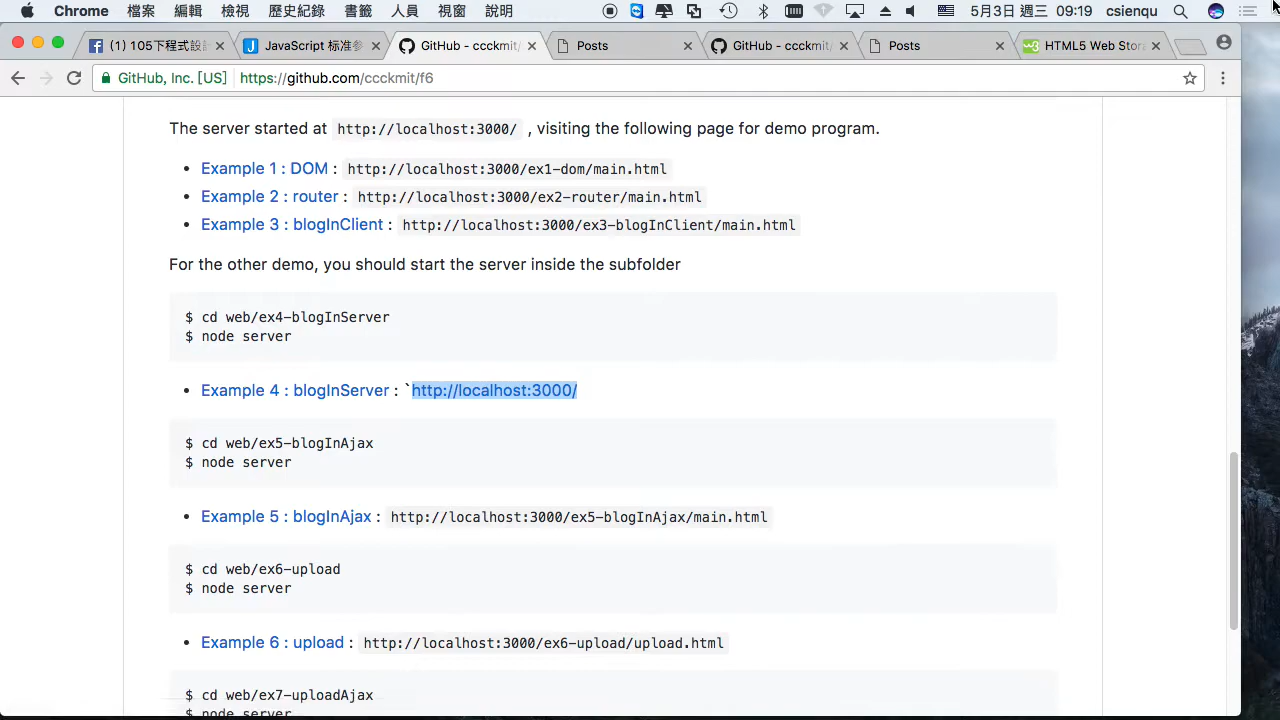 Chrome 檔案 編輯 檢視 歷史紀錄 書籤 人員 視窗 說明 5月3日 週三 09:19 csienqu
(1) 105下程式設 JavaScript 标准参 GitHub - ccckmit/ Posts GitHub - ccckmit/ Posts HTML5 Web Stor
GitHub, Inc. [US] https://github.com/ccckmit/f6
The server started at http://localhost:3000/ , visiting the following page for demo program.
• Example 1 : DOM : http://localhost:3000/ex1-dom/main.html
• Example 2 : router : http://localhost:3000/ex2-router/main.html
• Example 3 : blogInClient : http://localhost:3000/ex3-blogInClient/main.html
For the other demo, you should start the server inside the subfolder
$ cd web/ex4-blogInServer
$ node server
• Example 4 : blogInServer : `http://localhost:3000/
$ cd web/ex5-blogInAjax
$ node server
• Example 5 : blogInAjax : http://localhost:3000/ex5-blogInAjax/main.html
$ cd web/ex6-upload
$ node server
• Example 6 : upload : http://localhost:3000/ex6-upload/upload.html
$ cd web/ex7-uploadAjax
$ node server